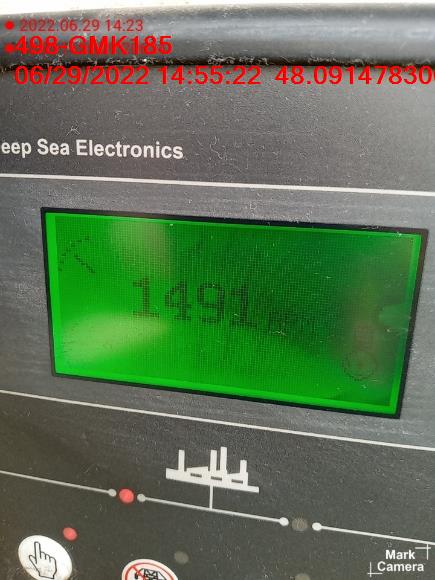 2022.06.29 14:23
498-GMK185
06/29/2022 14:55:22 48.09147830
eep Sea Electronics
1491
Mark
Camera